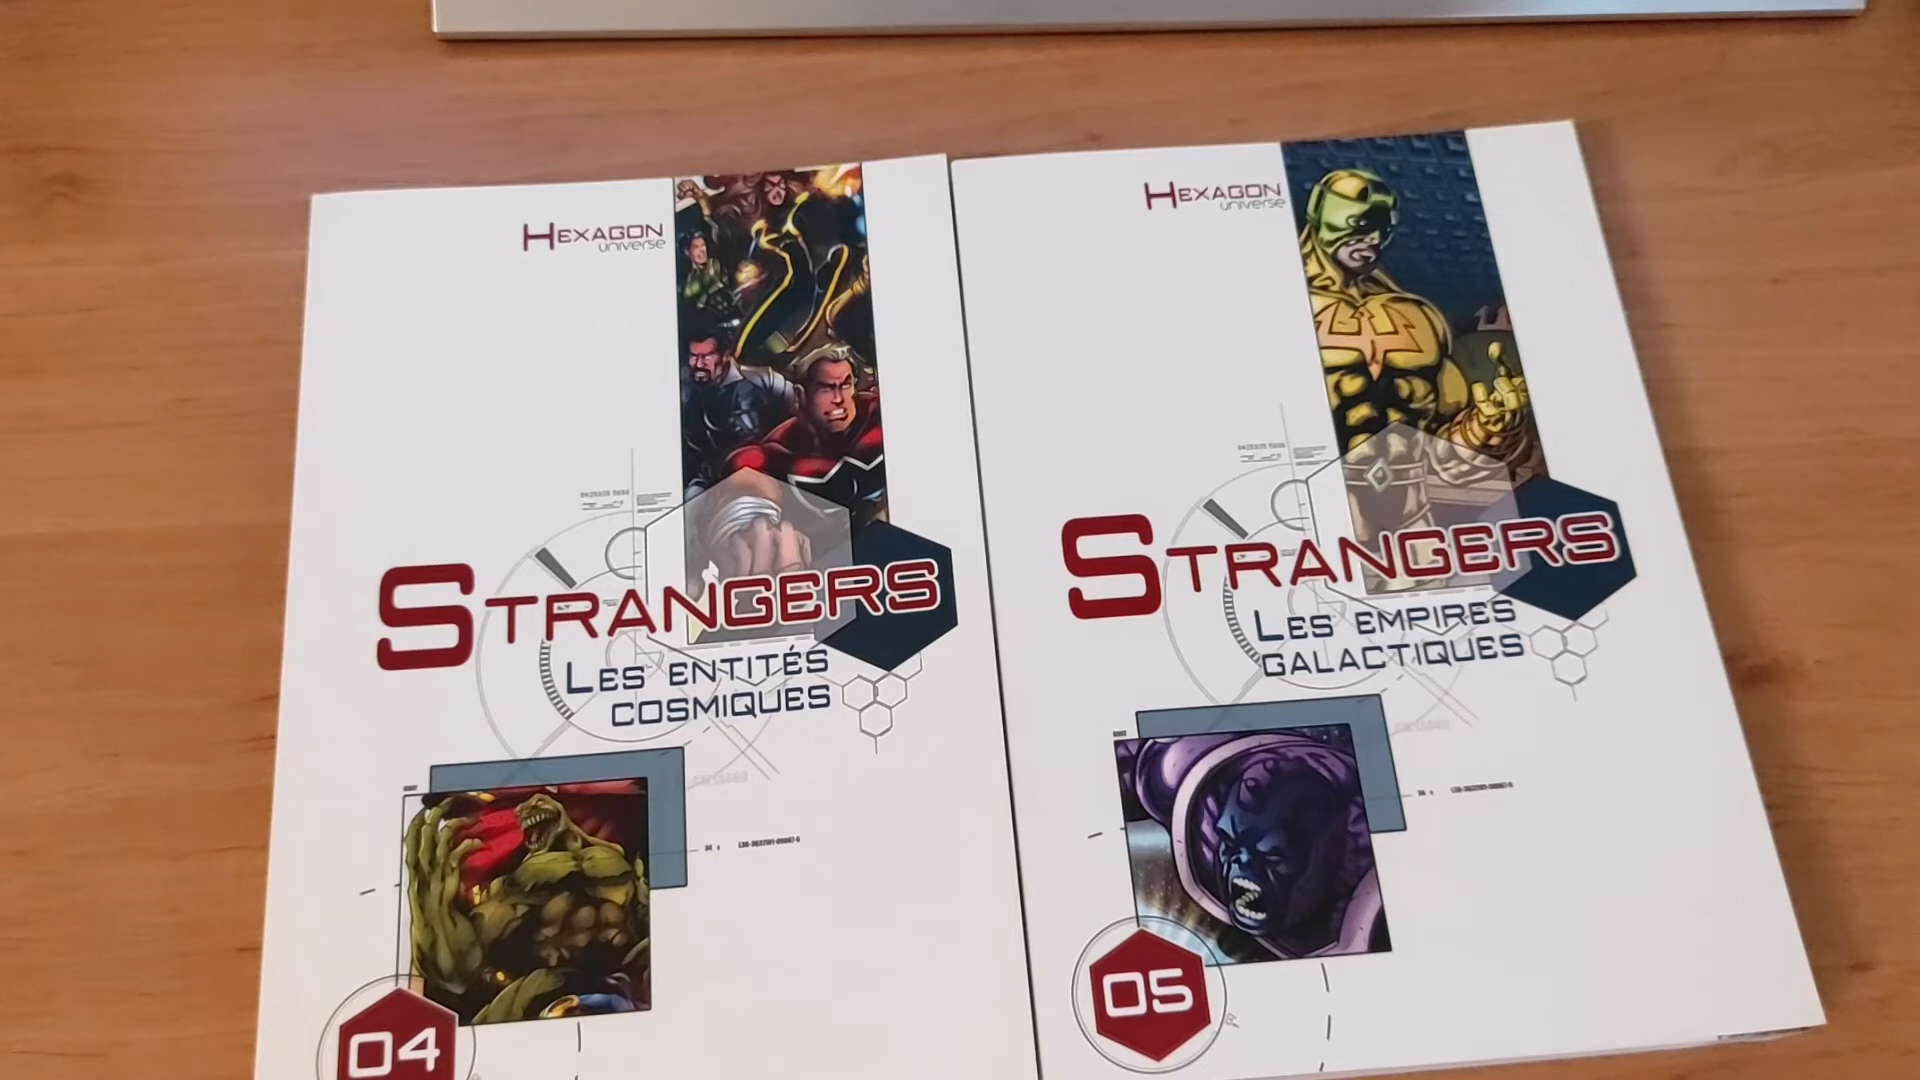 HEXAGON
universe
STRANGERS
LES ENTITÉS
COSMIQUES
04
HEXAGON
universe
STRANGERS
LES EMPIRES
GALACTIQUES
05